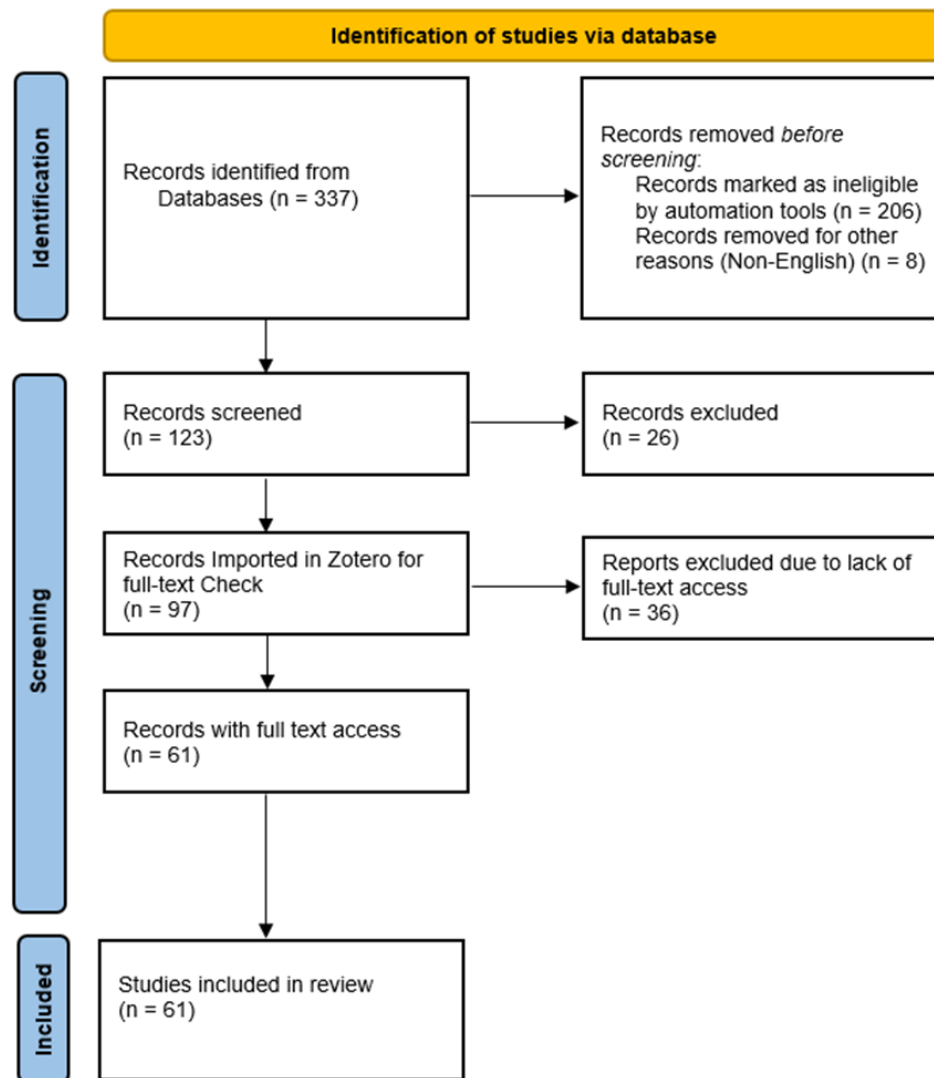 Identification of studies via database
Identification
Records identified from
Databases (n = 337)
Records removed before
screening:
Records marked as ineligible
by automation tools (n = 206)
Records removed for other
reasons (Non-English) (n = 8)
Screening
Records screened
(n = 123)
Records excluded
(n = 26)
Records Imported in Zotero for
full-text Check
(n = 97)
Reports excluded due to lack of
full-text access
(n = 36)
Records with full text access
(n = 61)
Included
Studies included in review
(n = 61)